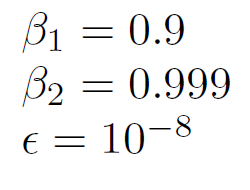 β₁ = 0.9
β₂ = 0.999
ϵ = 10⁻⁸